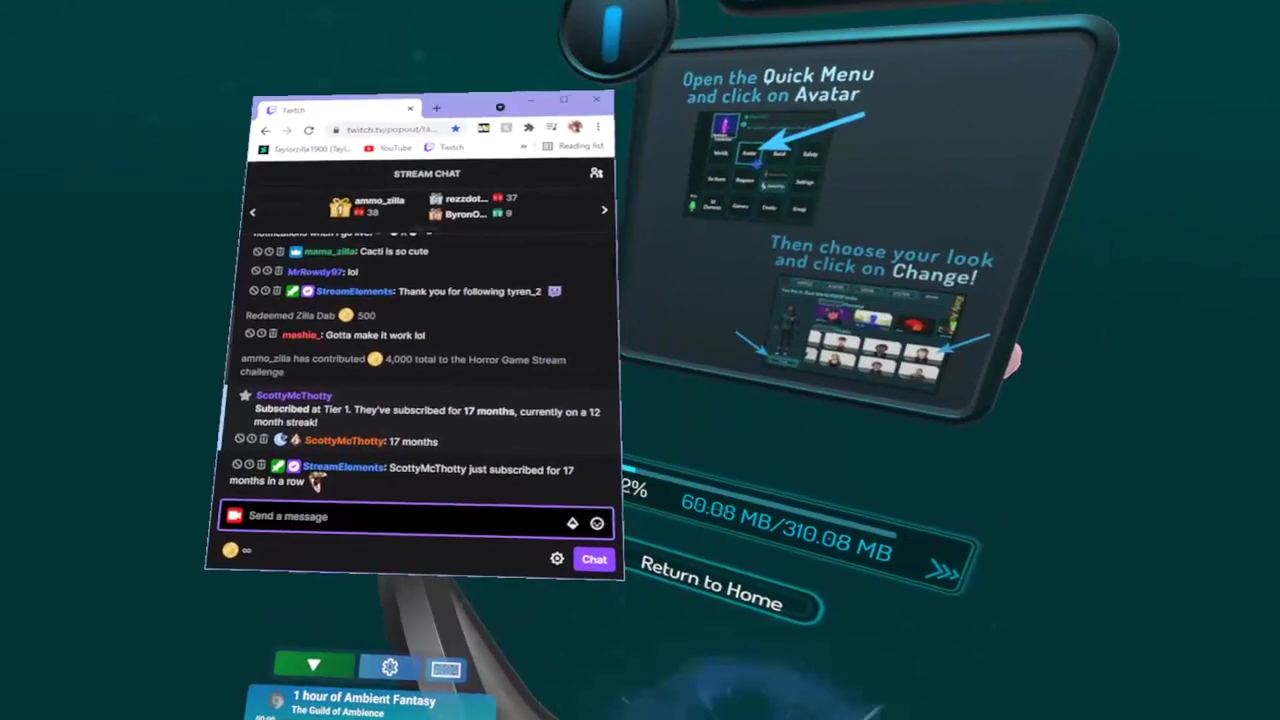 Open the Quick Menu
and click on Avatar
Then choose your look
and click on Change!
Twitch
twitch.tv/popout/ta...
Taylorzilla1900 (Tayl... YouTube Twitch » Reading list
STREAM CHAT
ammo_zilla 38
rezzdot... 37
ByronO... 9
notifications when I go live!
mama_zilla: Cacti is so cute
MrRowdy97: lol
StreamElements: Thank you for following tyren_2
Redeemed Zilla Dab 500
mashie_: Gotta make it work lol
ammo_zilla has contributed 4,000 total to the Horror Game Stream
challenge
ScottyMcThotty
Subscribed at Tier 1. They've subscribed for 17 months, currently on a 12
month streak!
ScottyMcThotty: 17 months
StreamElements: ScottyMcThotty just subscribed for 17
months in a row
Send a message
∞
Chat
2% 60.08 MB/310.08 MB
Return to Home
1 hour of Ambient Fantasy
The Guild of Ambience